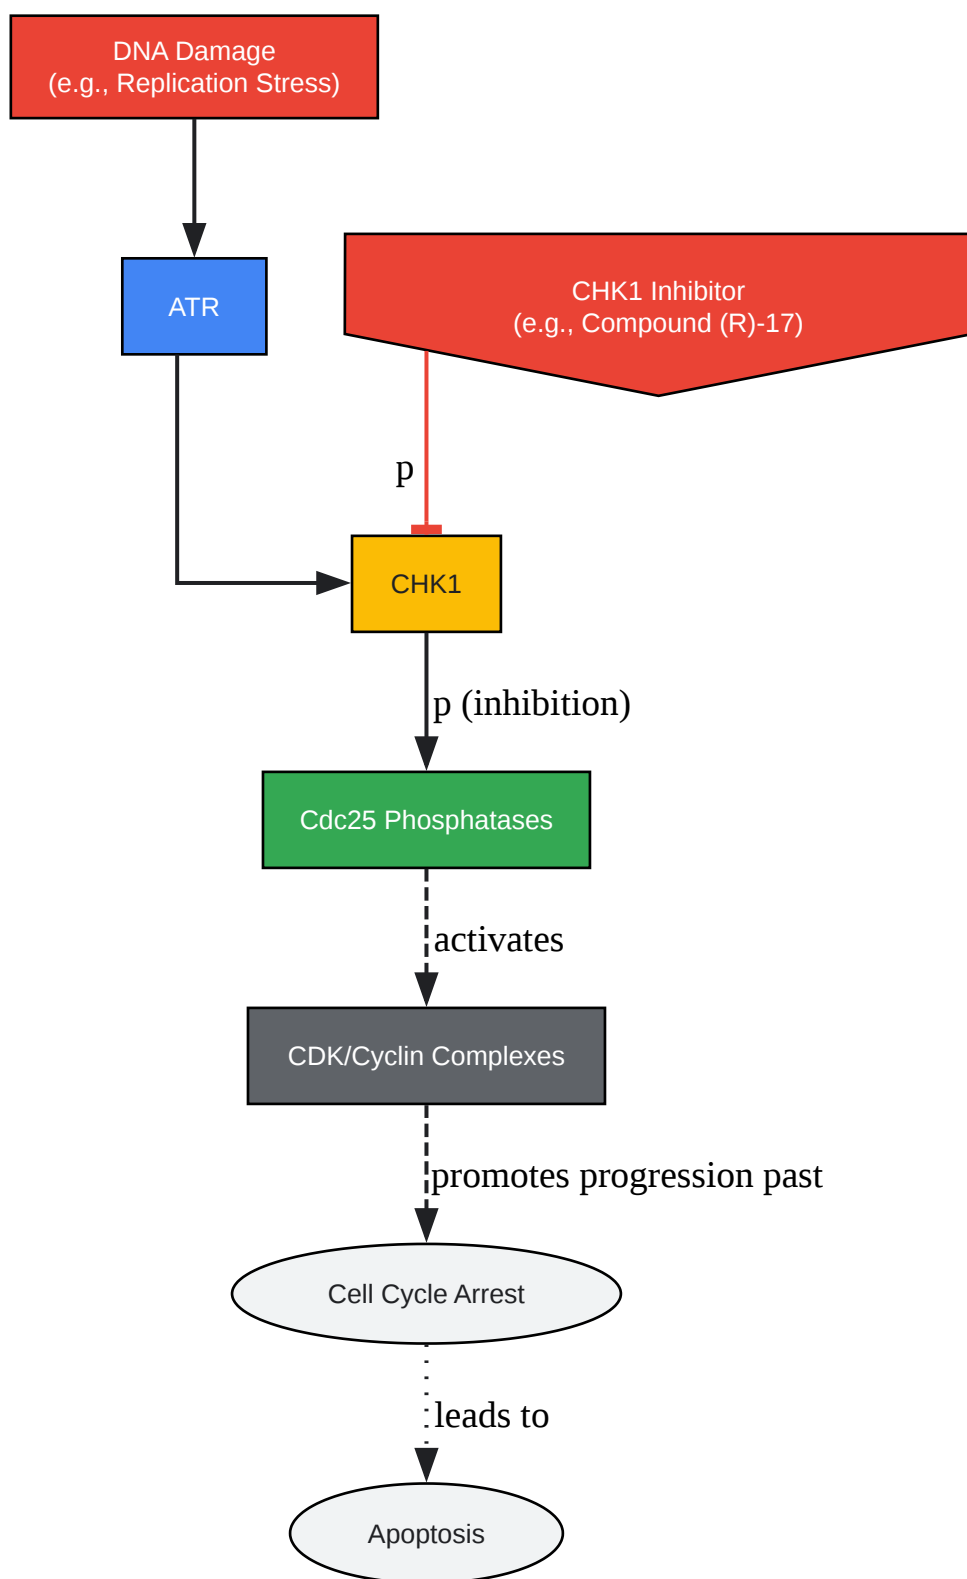 DNA Damage
(e.g., Replication Stress)
ATR
CHK1 Inhibitor
(e.g., Compound (R)-17)
p
CHK1
p (inhibition)
Cdc25 Phosphatases
activates
CDK/Cyclin Complexes
promotes progression past
Cell Cycle Arrest
leads to
Apoptosis